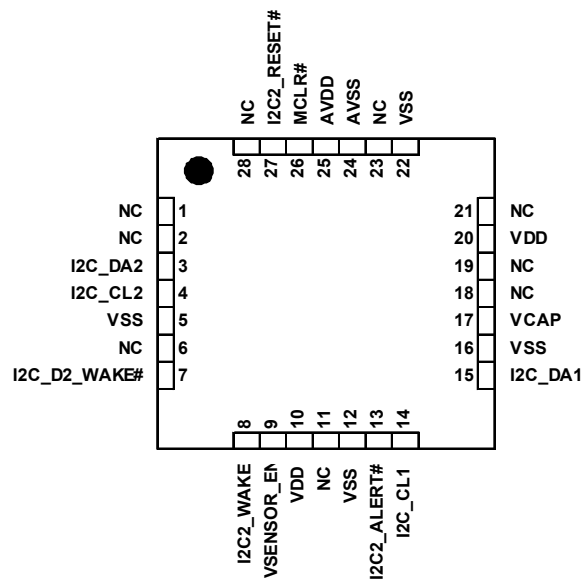 NC
I2C2_RESET#
MCLR#
AVDD
AVSS
NC
VSS
28
27
26
25
24
23
22
NC 1
NC 2
I2C_DA2 3
I2C_CL2 4
VSS 5
NC 6
I2C_D2_WAKE# 7
21 NC
20 VDD
19 NC
18 NC
17 VCAP
16 VSS
15 I2C_DA1
8
9
10
11
12
13
14
I2C2_WAKE
VSENSOR_EN
VDD
NC
VSS
I2C2_ALERT#
I2C_CL1